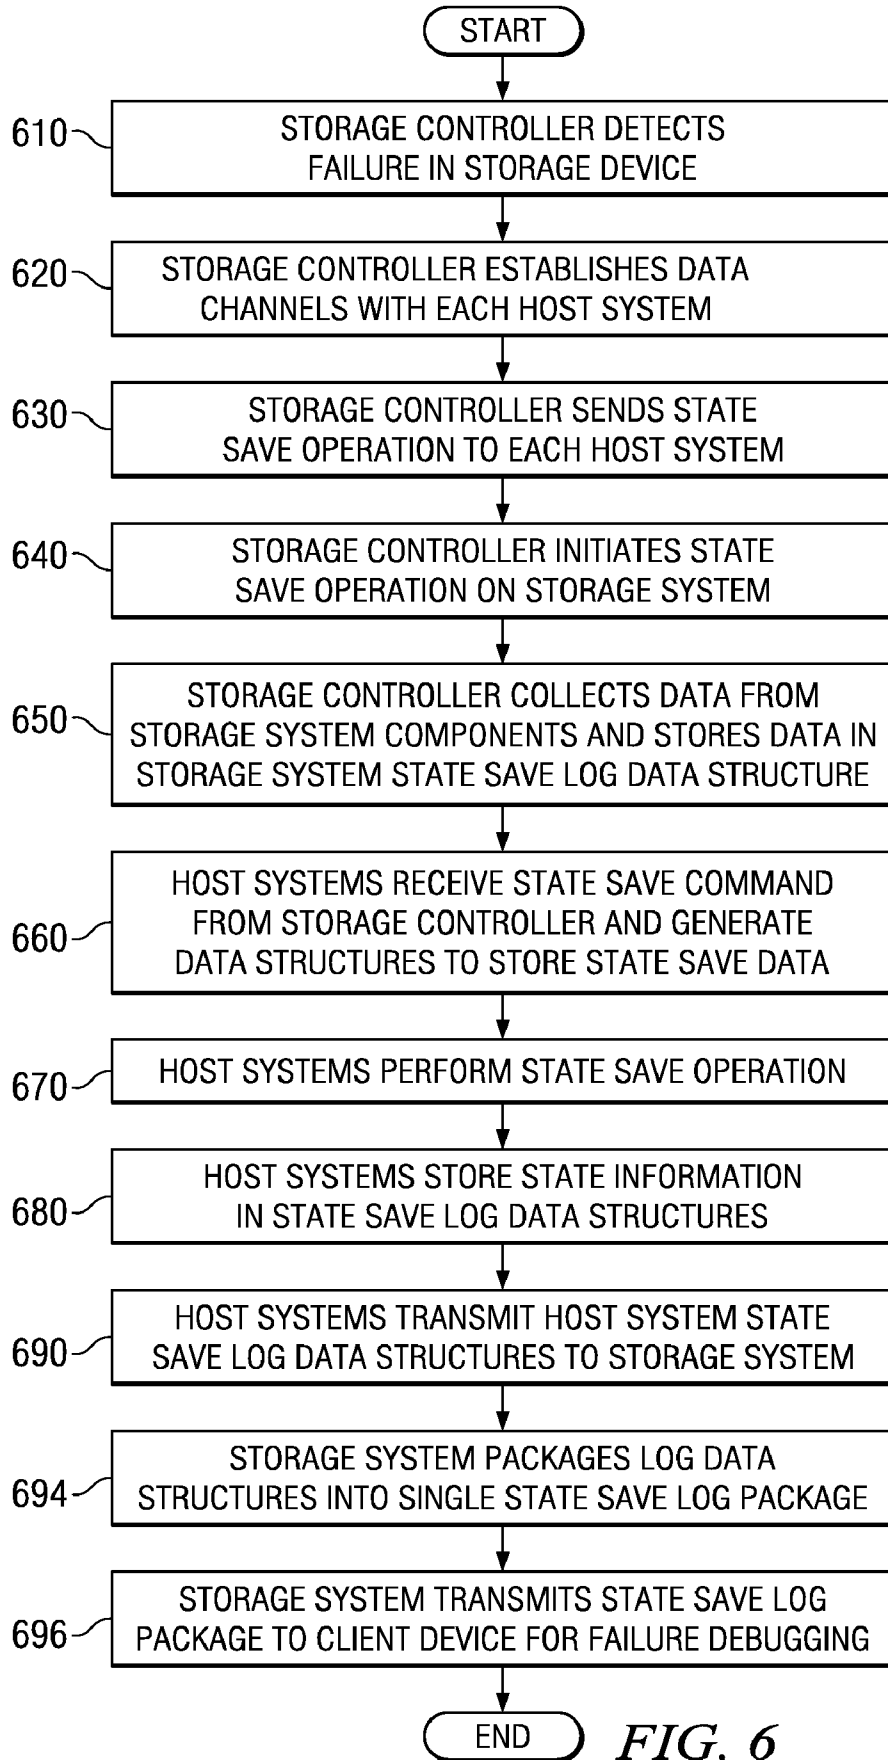 START
610
STORAGE CONTROLLER DETECTS
FAILURE IN STORAGE DEVICE
620
STORAGE CONTROLLER ESTABLISHES DATA
CHANNELS WITH EACH HOST SYSTEM
630
STORAGE CONTROLLER SENDS STATE
SAVE OPERATION TO EACH HOST SYSTEM
640
STORAGE CONTROLLER INITIATES STATE
SAVE OPERATION ON STORAGE SYSTEM
650
STORAGE CONTROLLER COLLECTS DATA FROM
STORAGE SYSTEM COMPONENTS AND STORES DATA IN
STORAGE SYSTEM STATE SAVE LOG DATA STRUCTURE
660
HOST SYSTEMS RECEIVE STATE SAVE COMMAND
FROM STORAGE CONTROLLER AND GENERATE
DATA STRUCTURES TO STORE STATE SAVE DATA
670
HOST SYSTEMS PERFORM STATE SAVE OPERATION
680
HOST SYSTEMS STORE STATE INFORMATION
IN STATE SAVE LOG DATA STRUCTURES
690
HOST SYSTEMS TRANSMIT HOST SYSTEM STATE
SAVE LOG DATA STRUCTURES TO STORAGE SYSTEM
694
STORAGE SYSTEM PACKAGES LOG DATA
STRUCTURES INTO SINGLE STATE SAVE LOG PACKAGE
696
STORAGE SYSTEM TRANSMITS STATE SAVE LOG
PACKAGE TO CLIENT DEVICE FOR FAILURE DEBUGGING
END
FIG. 6